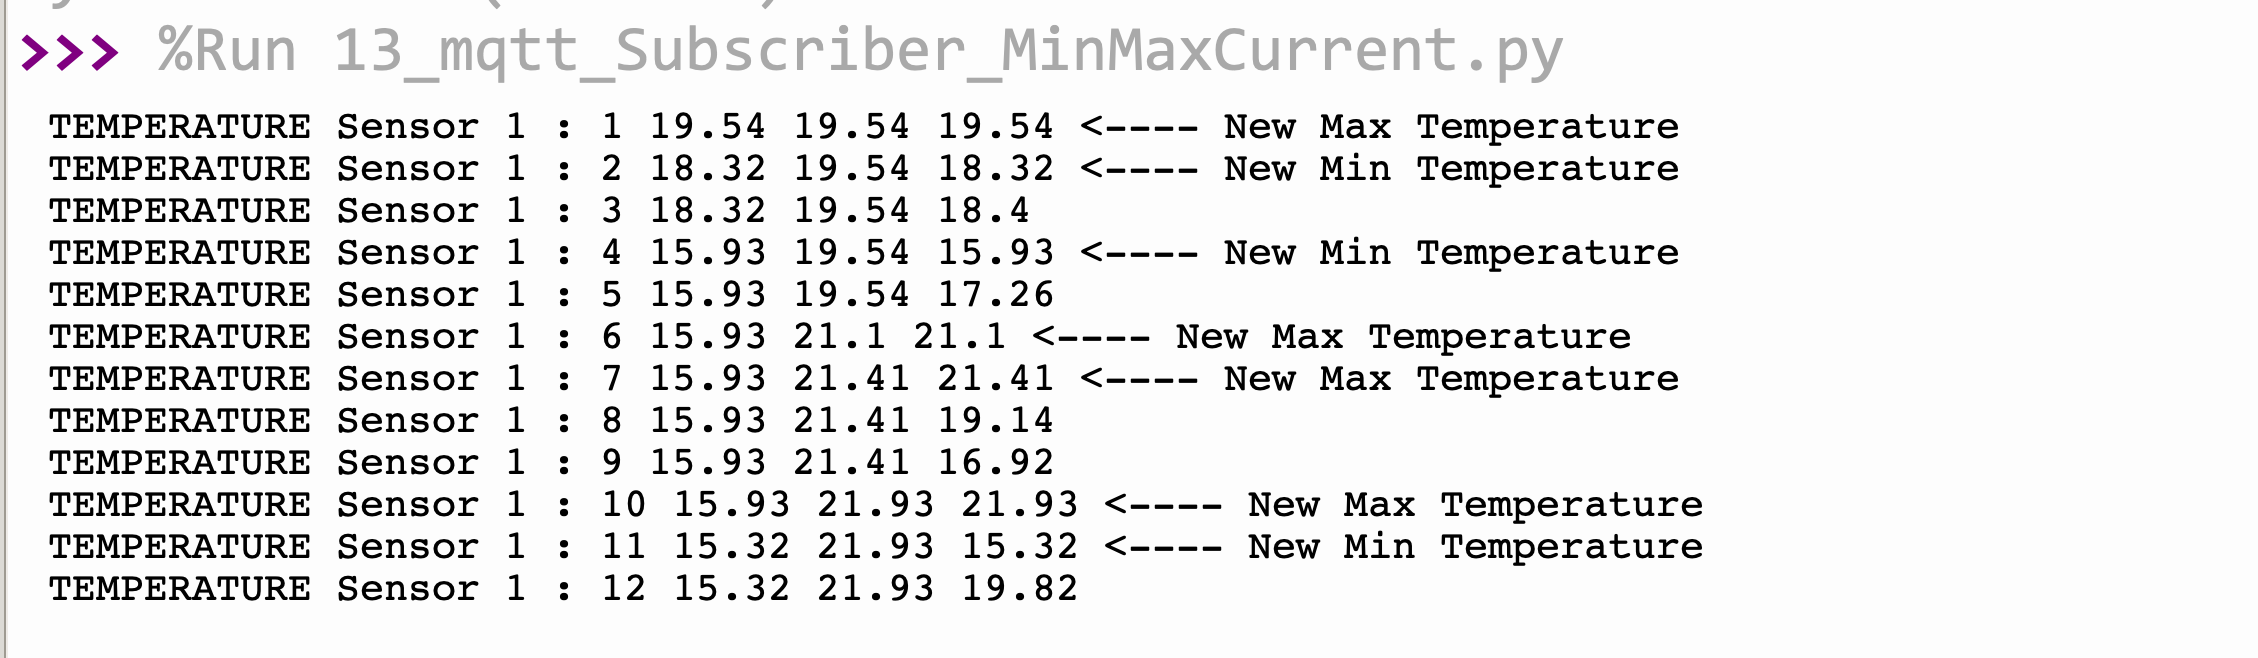 >>> %Run 13_mqtt_Subscriber_MinMaxCurrent.py
TEMPERATURE Sensor 1 : 1 19.54 19.54 19.54 <---- New Max Temperature
TEMPERATURE Sensor 1 : 2 18.32 19.54 18.32 <---- New Min Temperature
TEMPERATURE Sensor 1 : 3 18.32 19.54 18.4
TEMPERATURE Sensor 1 : 4 15.93 19.54 15.93 <---- New Min Temperature
TEMPERATURE Sensor 1 : 5 15.93 19.54 17.26
TEMPERATURE Sensor 1 : 6 15.93 21.1 21.1 <---- New Max Temperature
TEMPERATURE Sensor 1 : 7 15.93 21.41 21.41 <---- New Max Temperature
TEMPERATURE Sensor 1 : 8 15.93 21.41 19.14
TEMPERATURE Sensor 1 : 9 15.93 21.41 16.92
TEMPERATURE Sensor 1 : 10 15.93 21.93 21.93 <---- New Max Temperature
TEMPERATURE Sensor 1 : 11 15.32 21.93 15.32 <---- New Min Temperature
TEMPERATURE Sensor 1 : 12 15.32 21.93 19.82